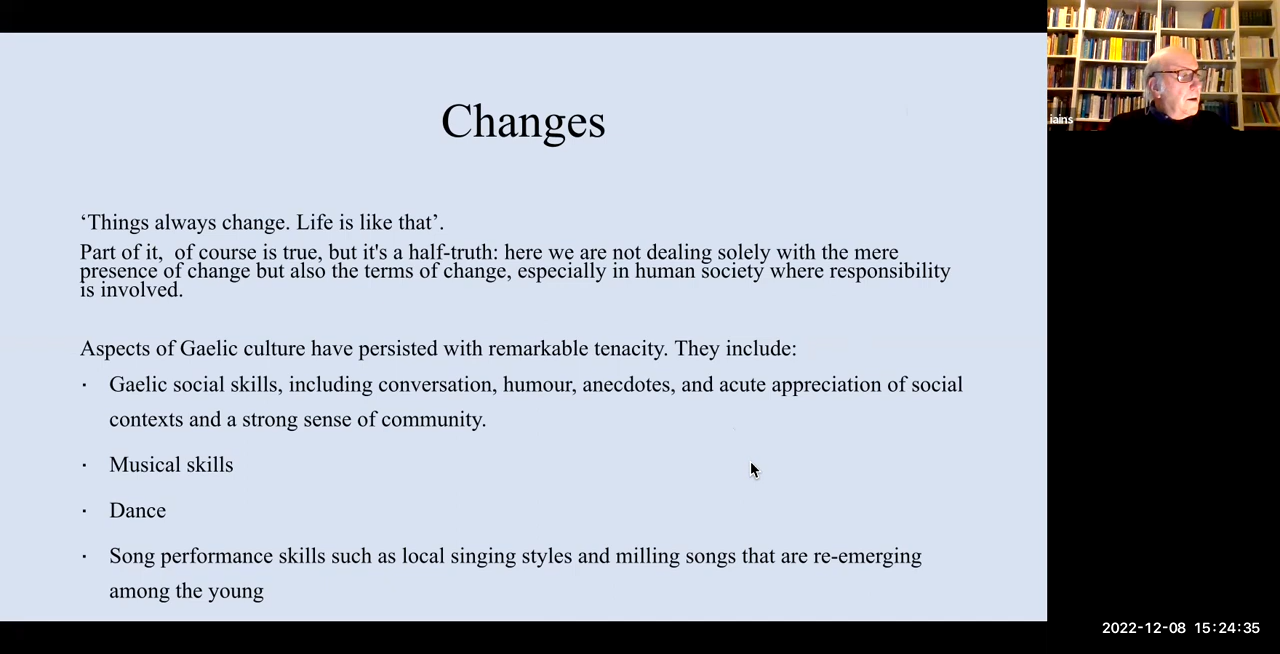 Changes
‘Things always change. Life is like that’.
Part of it,  of course is true, but it's a half-truth: here we are not dealing solely with the mere
presence of change but also the terms of change, especially in human society where responsibility
is involved.
Aspects of Gaelic culture have persisted with remarkable tenacity. They include:
· Gaelic social skills, including conversation, humour, anecdotes, and acute appreciation of social
contexts and a strong sense of community.
· Musical skills
· Dance
· Song performance skills such as local singing styles and milling songs that are re-emerging
among the young
iains
2022-12-08 15:24:35